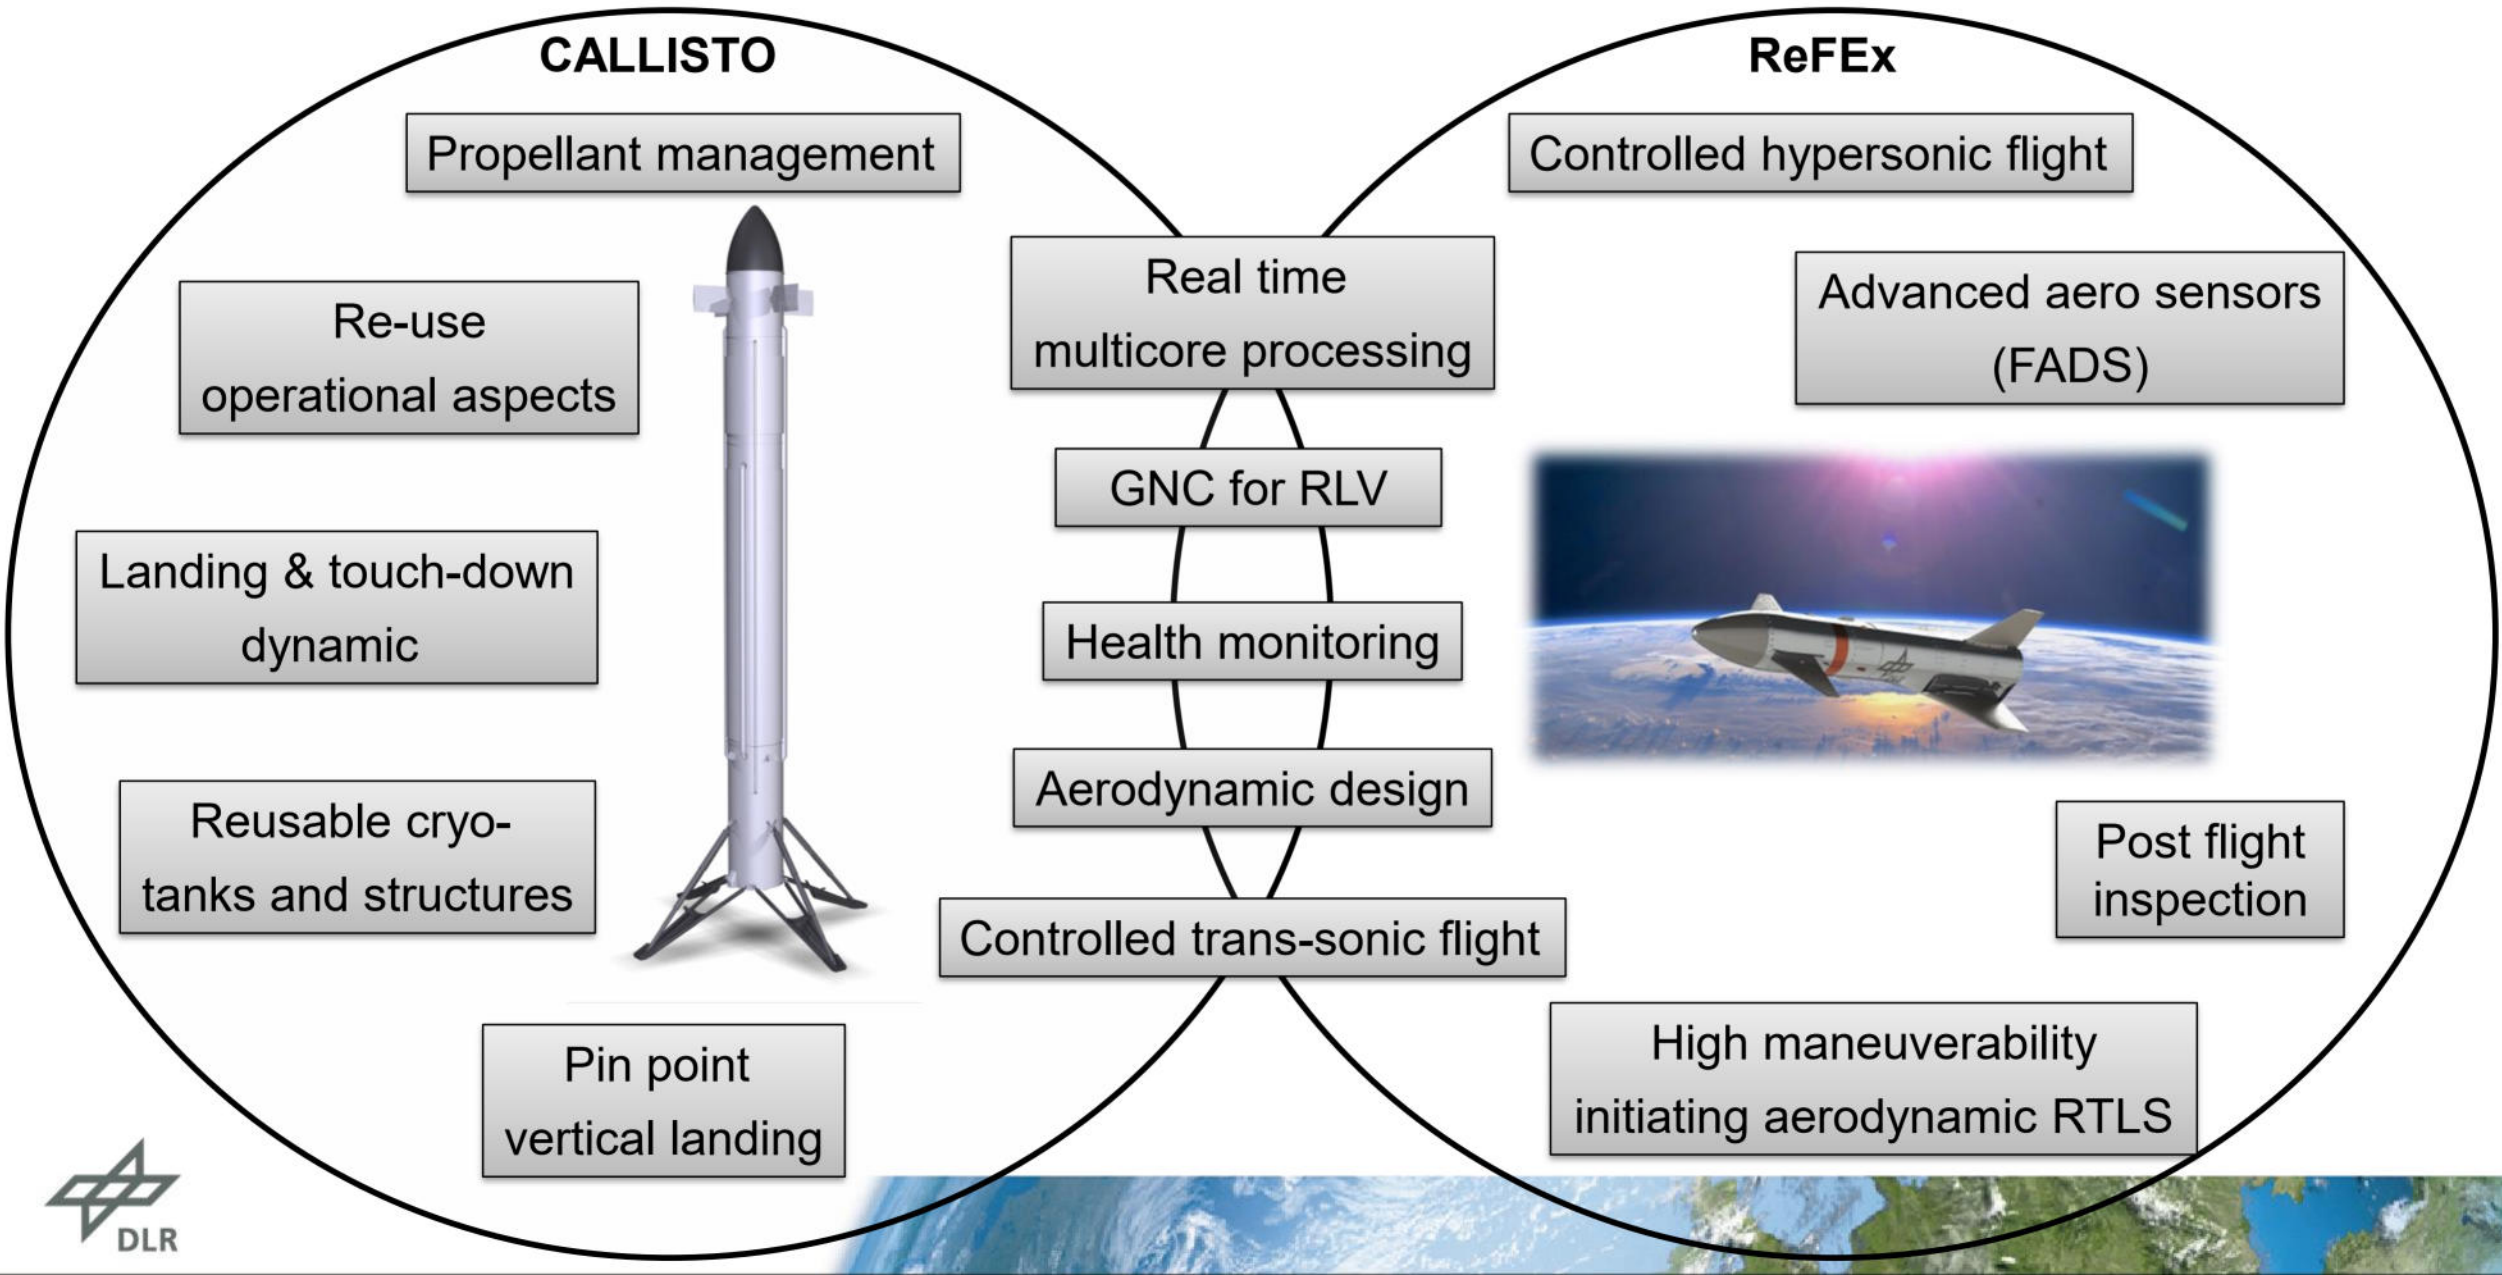 CALLISTO
Propellant management
Re-use
operational aspects
Landing & touch-down
dynamic
Reusable cryo-
tanks and structures
Pin point
vertical landing
Real time
multicore processing
GNC for RLV
Health monitoring
Aerodynamic design
Controlled trans-sonic flight
ReFEx
Controlled hypersonic flight
Advanced aero sensors
(FADS)
Post flight
inspection
High maneuverability
initiating aerodynamic RTLS
DLR